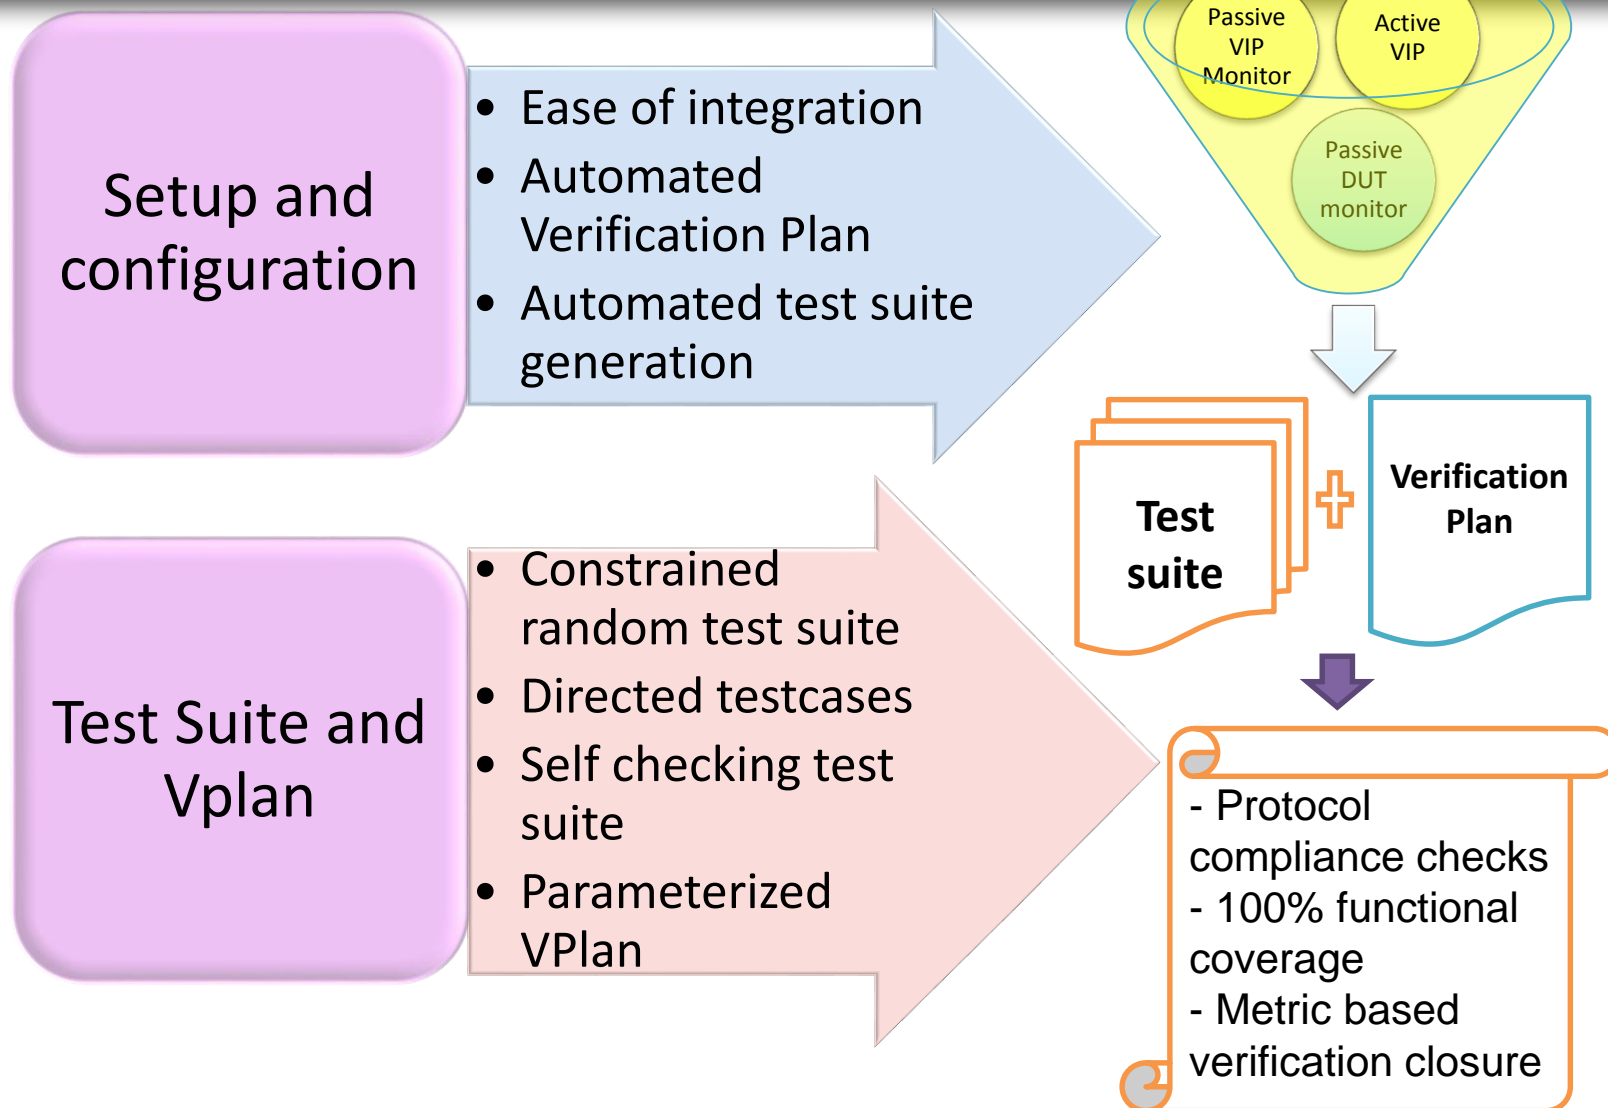 Setup and
configuration
• Ease of integration
• Automated
Verification Plan
• Automated test suite
generation
Passive
VIP
Monitor
Active
VIP
Passive
DUT
monitor
Test
suite
Verification
Plan
Test Suite and
Vplan
• Constrained
random test suite
• Directed testcases
• Self checking test
suite
• Parameterized
VPlan
- Protocol
compliance checks
- 100% functional
coverage
- Metric based
verification closure